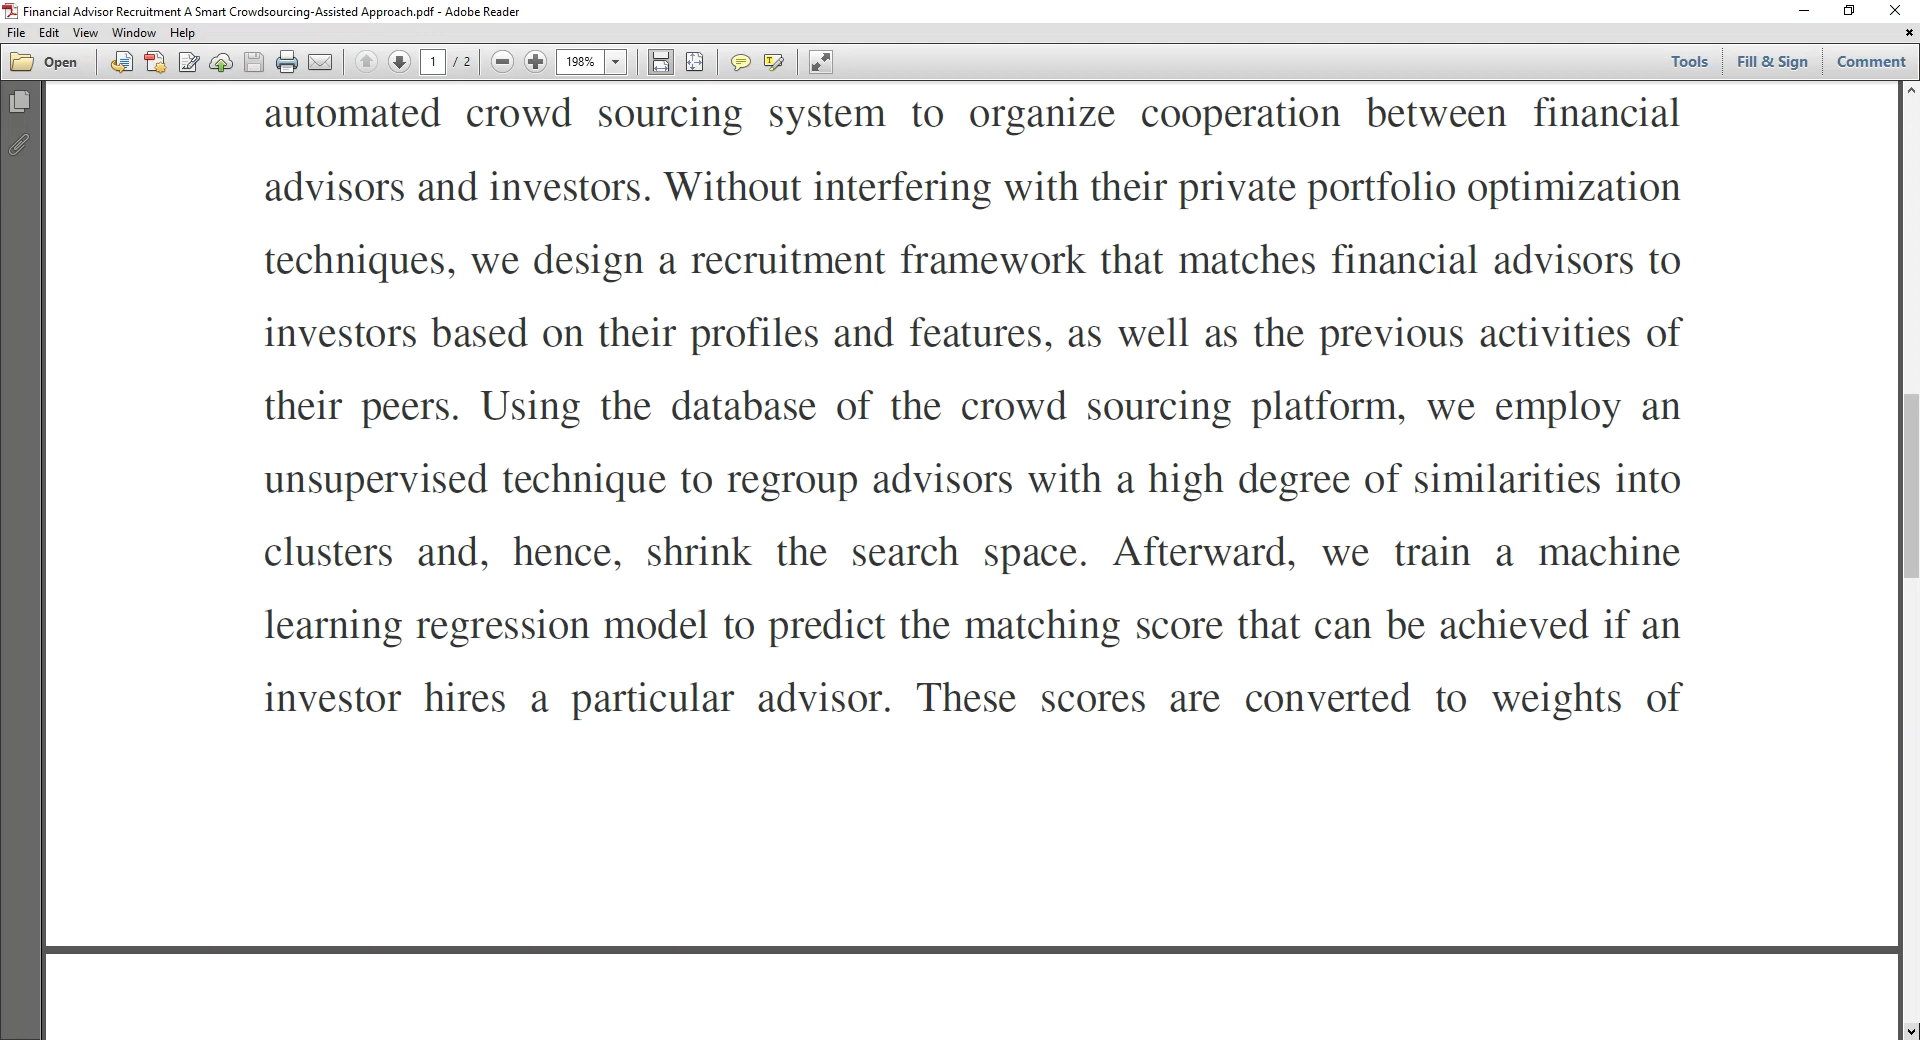 Financial Advisor Recruitment A Smart Crowdsourcing-Assisted Approach.pdf - Adobe Reader
File Edit View Window Help
Open 1 / 2 198% Tools Fill & Sign Comment
automated crowd sourcing system to organize cooperation between financial
advisors and investors. Without interfering with their private portfolio optimization
techniques, we design a recruitment framework that matches financial advisors to
investors based on their profiles and features, as well as the previous activities of
their peers. Using the database of the crowd sourcing platform, we employ an
unsupervised technique to regroup advisors with a high degree of similarities into
clusters and, hence, shrink the search space. Afterward, we train a machine
learning regression model to predict the matching score that can be achieved if an
investor hires a particular advisor. These scores are converted to weights of